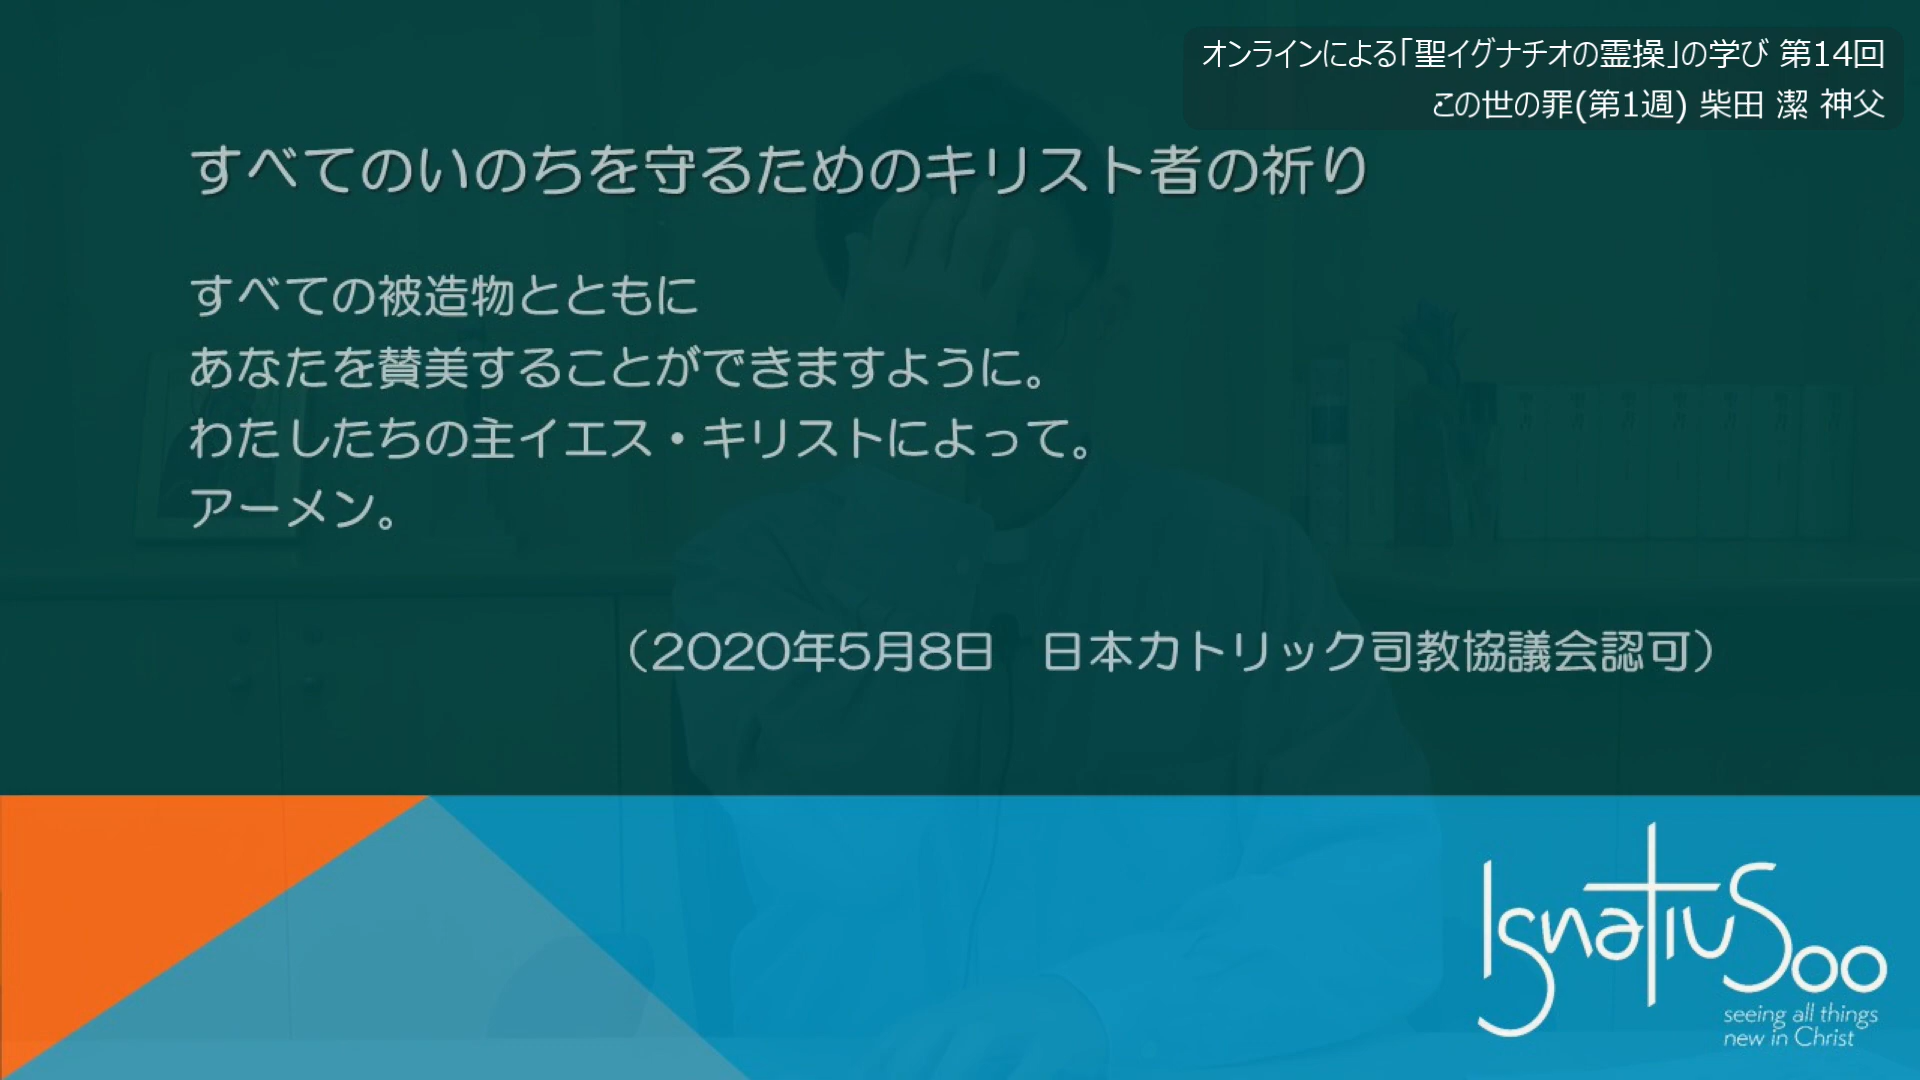 オンラインによる「聖イグナチオの霊操」の学び 第14回
この世の罪(第1週) 柴田 潔 神父
すべてのいのちを守るためのキリスト者の祈り
すべての被造物とともに
あなたを賛美することができますように。
わたしたちの主イエス・キリストによって。
アーメン。
（2020年5月8日　日本カトリック司教協議会認可）
IgnatiuSoo
seeing all things
new in Christ